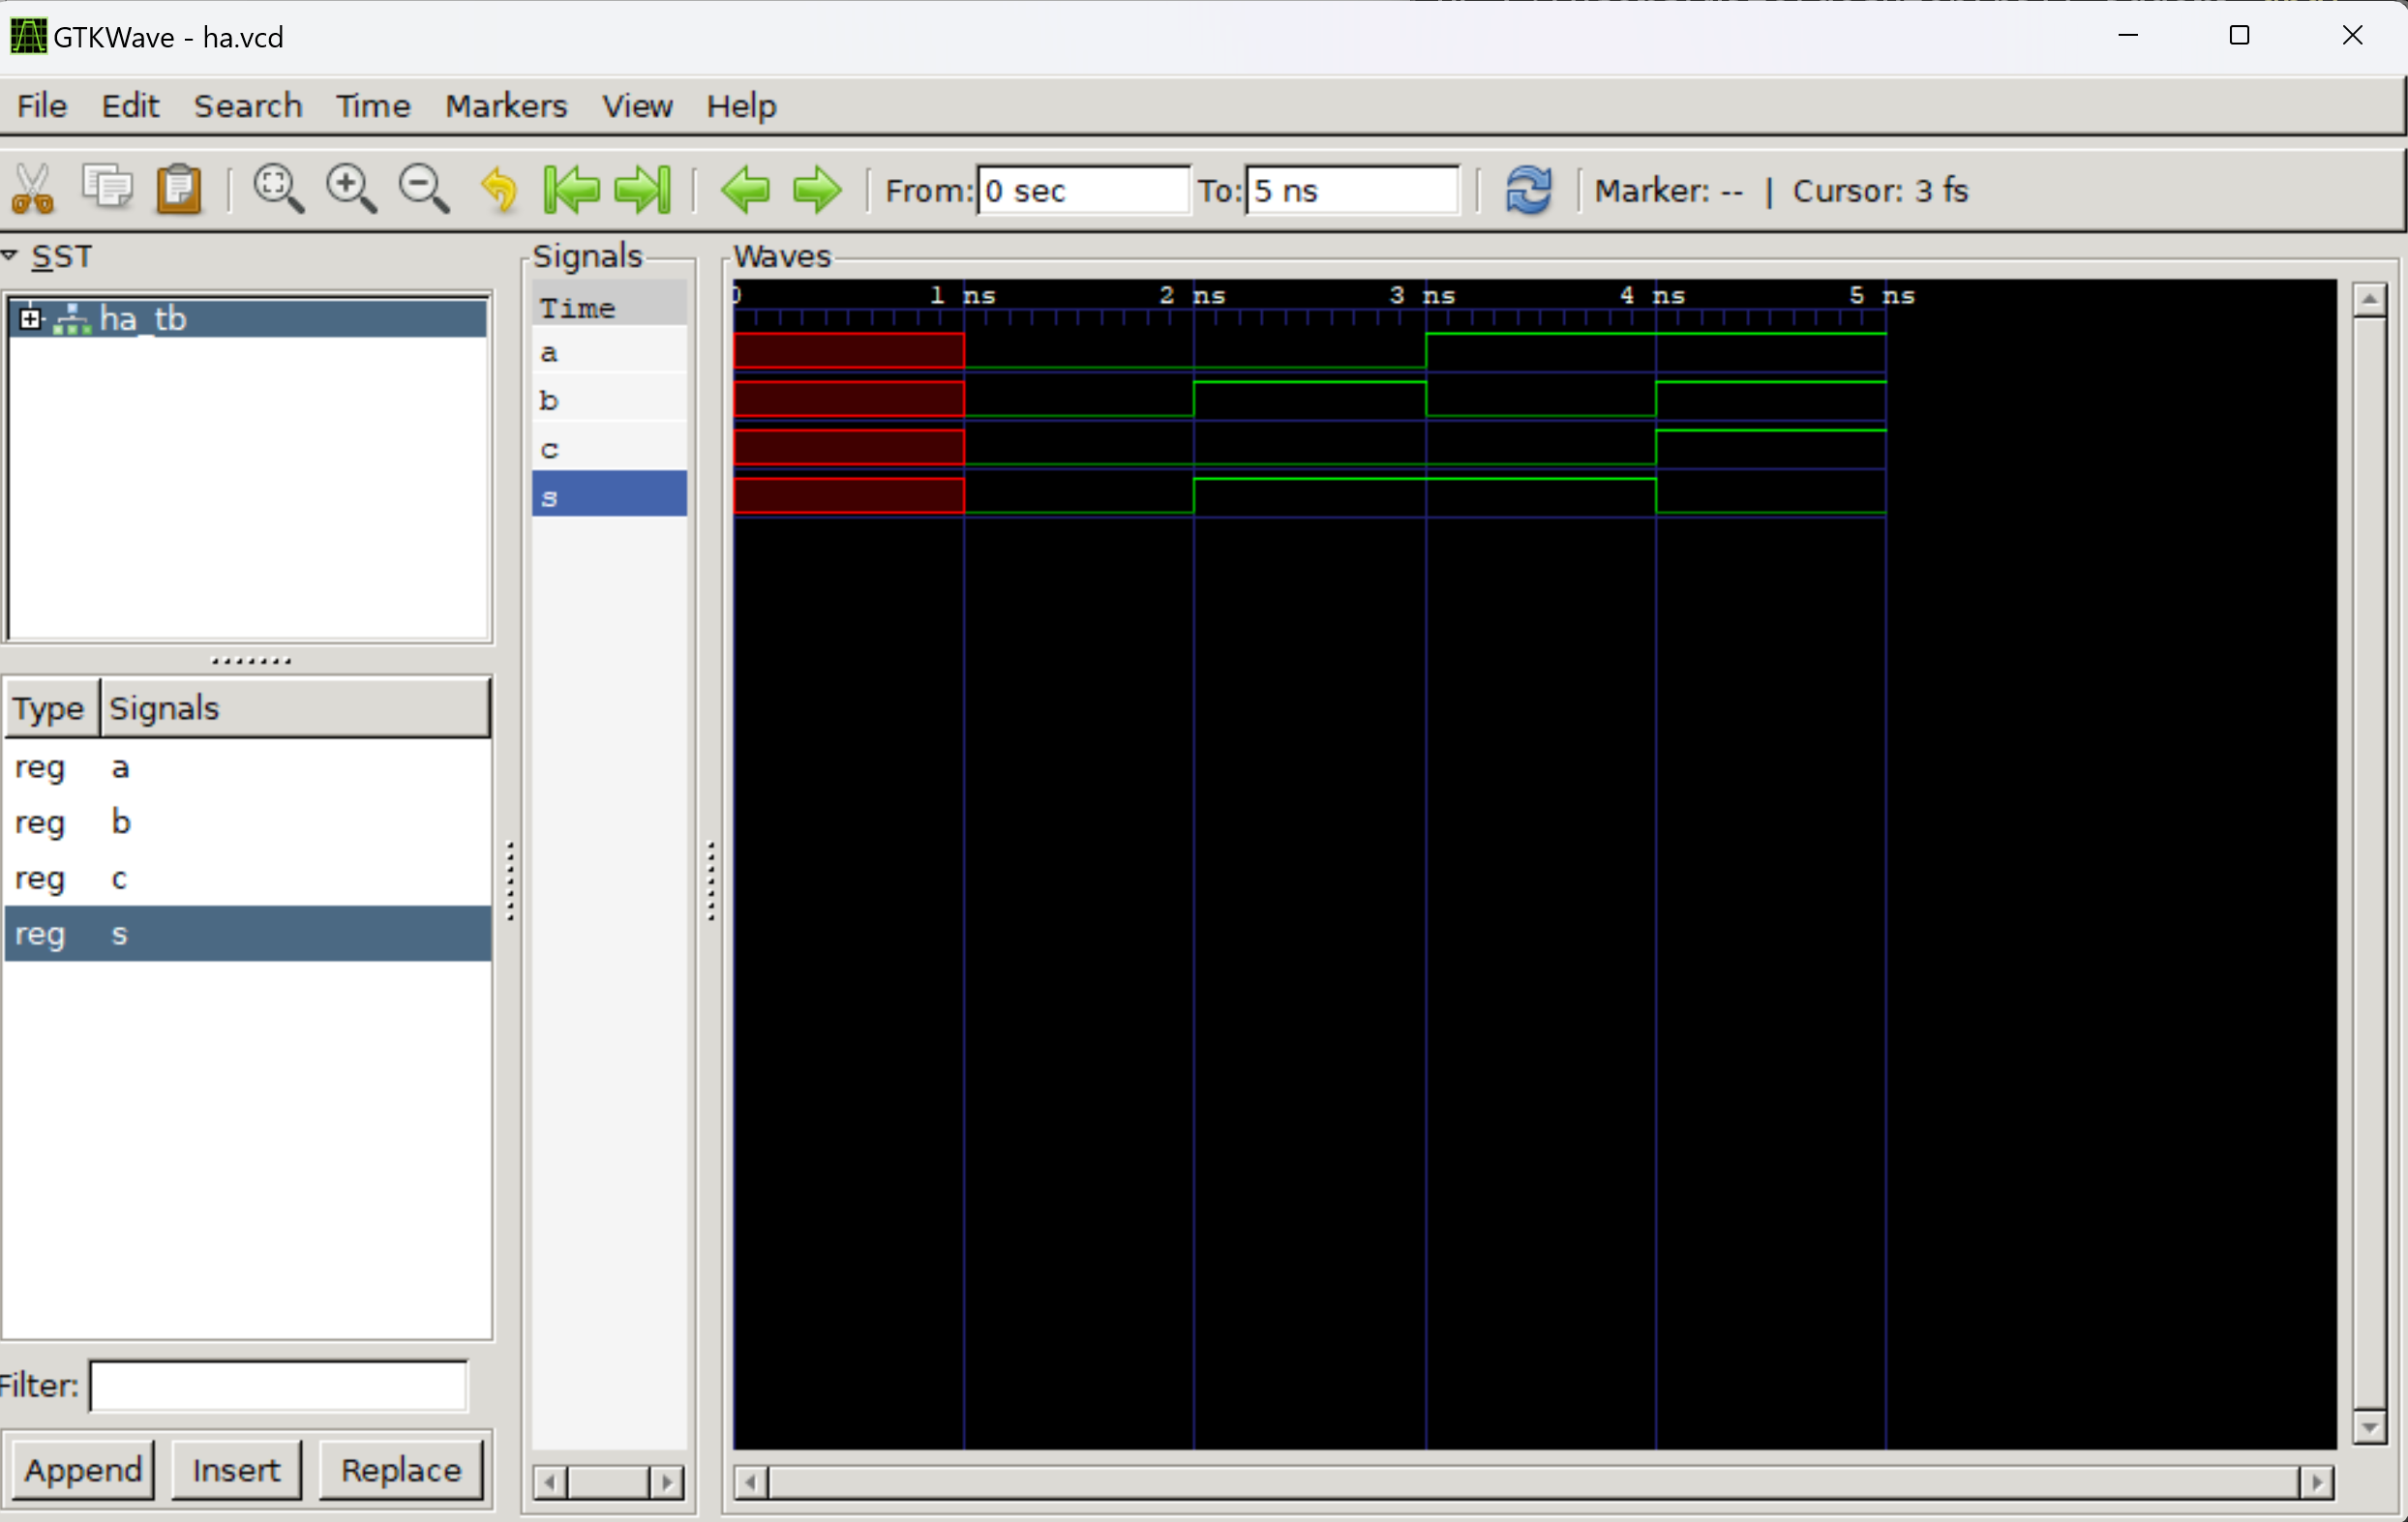 GTKWave - ha.vcd
File Edit Search Time Markers View Help
From: 0 sec To: 5 ns Marker: -- | Cursor: 3 fs
SST
ha_tb
Type Signals
reg a
reg b
reg c
reg s
Filter:
Append Insert Replace
Signals
Time
a
b
c
s
Waves
0 1 ns 2 ns 3 ns 4 ns 5 ns